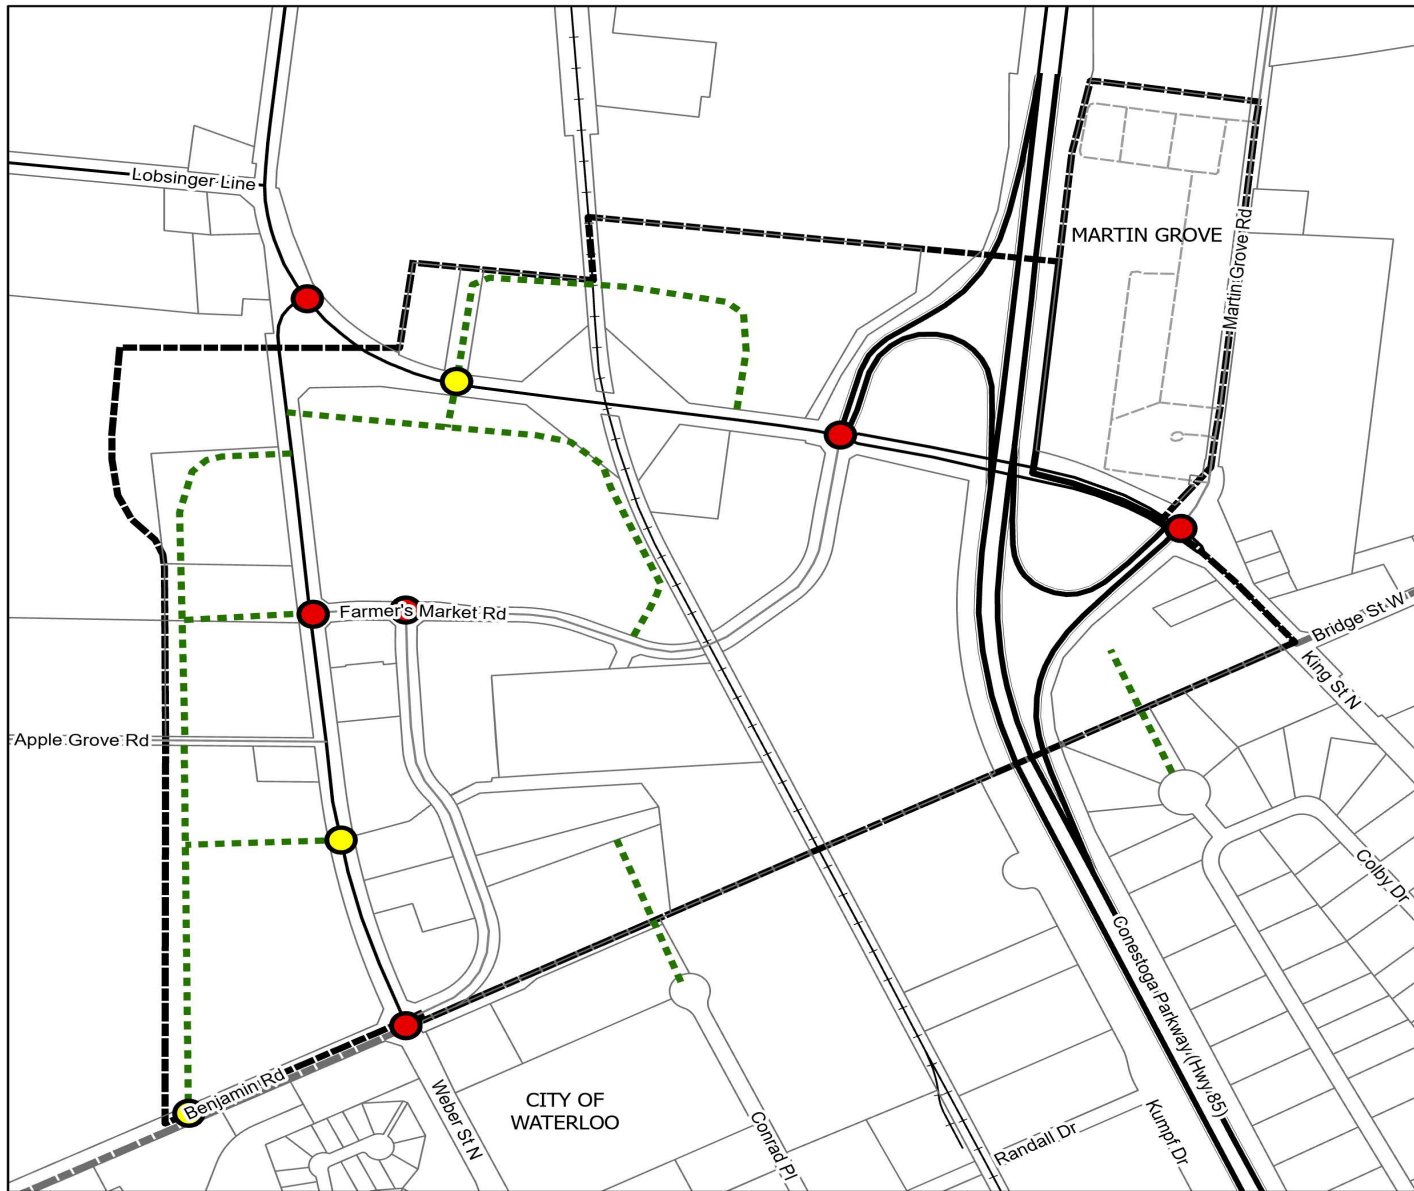 Lobsinger Line
MARTIN GROVE
Martin Grove Rd
Farmer's Market Rd
Bridge St W
King St N
Apple Grove Rd
Colby Dr
Conestoga Parkway (Hwy 85)
Benjamin Rd
Weber St N
CITY OF
WATERLOO
Conrad Pl
Randall Dr
Kumpf Dr